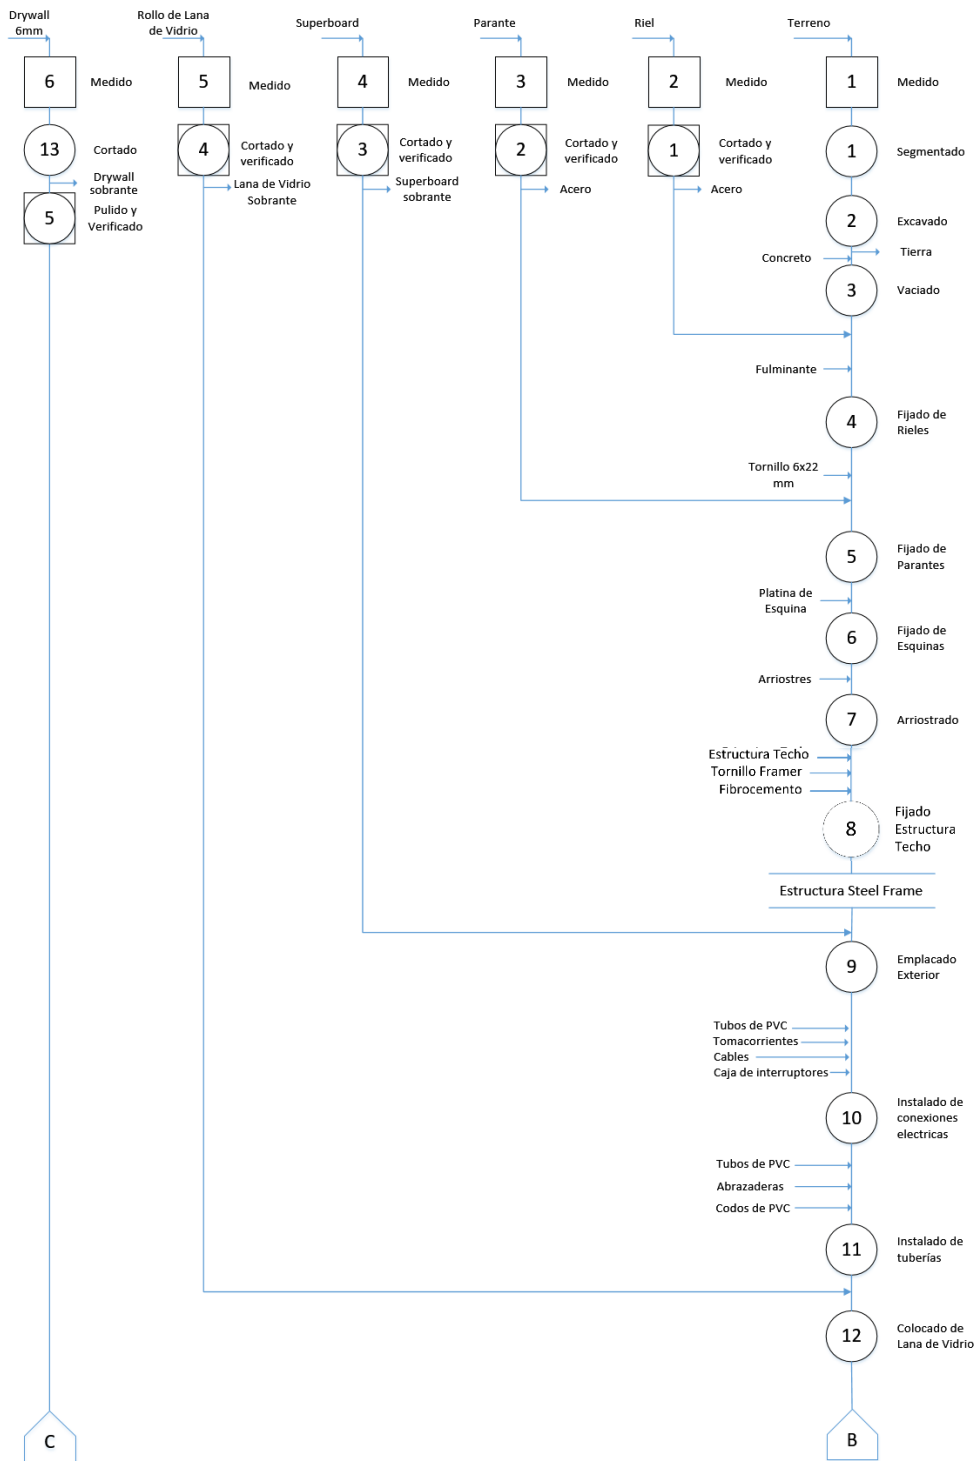 Drywall
6mm
Rollo de Lana
de Vidrio
Superboard
Parante
Riel
Terreno
6
Medido
5
Medido
4
Medido
3
Medido
2
Medido
1
Medido
13
Cortado
4
Cortado y
verificado
3
Cortado y
verificado
2
Cortado y
verificado
1
Cortado y
verificado
1
Segmentado
Drywall
sobrante
Lana de Vidrio
Sobrante
Superboard
sobrante
Acero
Acero
5
Pulido y
Verificado
2
Excavado
Tierra
Concreto
3
Vaciado
Fulminante
4
Fijado de
Rieles
Tornillo 6x22
mm
5
Fijado de
Parantes
Platina de
Esquina
6
Fijado de
Esquinas
Arriostres
7
Arriostrado
Estructura Techo
Tornillo Framer
Fibrocemento
8
Fijado
Estructura
Techo
Estructura Steel Frame
9
Emplacado
Exterior
Tubos de PVC
Tomacorrientes
Cables
Caja de interruptores
10
Instalado de
conexiones
electricas
Tubos de PVC
Abrazaderas
Codos de PVC
11
Instalado de
tuberías
12
Colocado de
Lana de Vidrio
C
B